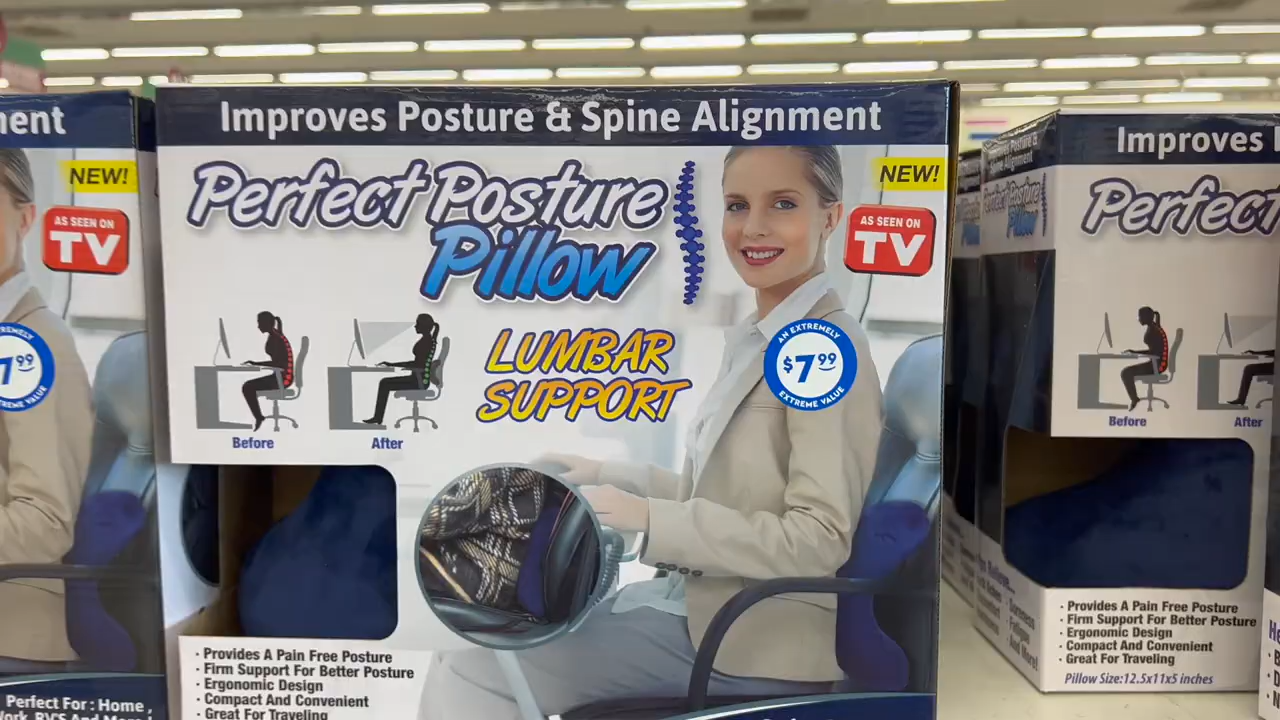 nent
NEW!
AS SEEN ON
TV
7.99
Perfect For : Home ,
Improves Posture & Spine Alignment
Perfect Posture
Pillow
NEW!
AS SEEN ON
TV
LUMBAR
SUPPORT
AN EXTREMELY
$7.99
EXTREME VALUE
Before
After
· Provides A Pain Free Posture
· Firm Support For Better Posture
· Ergonomic Design
· Compact And Convenient
· Great For Traveling
Improves
Perfect
Before
After
· Provides A Pain Free Posture
· Firm Support For Better Posture
· Ergonomic Design
· Compact And Convenient
· Great For Traveling
Pillow Size:12.5x11x5 inches